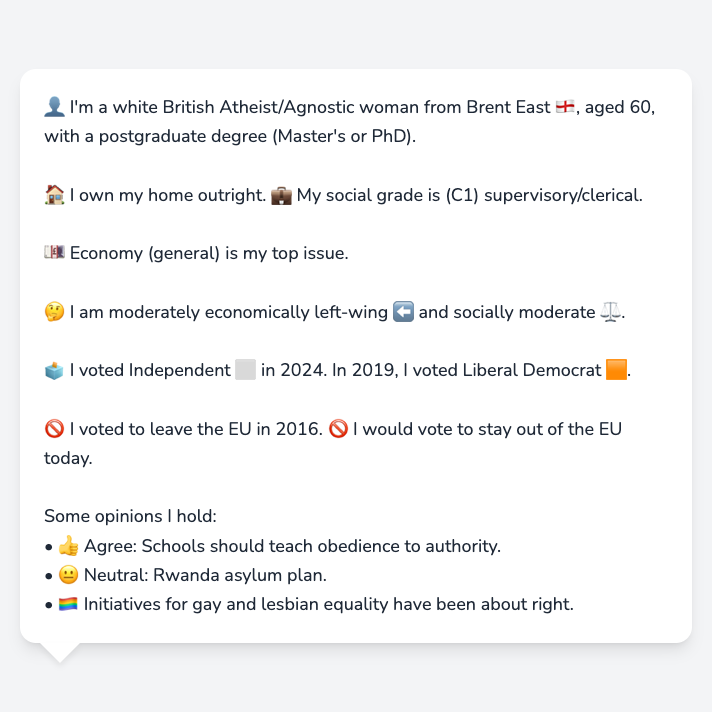 👤 I'm a white British Atheist/Agnostic woman from Brent East 🏴󠁧󠁢󠁥󠁮󠁧󠁿, aged 60,
with a postgraduate degree (Master's or PhD).
🏠 I own my home outright. 💼 My social grade is (C1) supervisory/clerical.
💷 Economy (general) is my top issue.
🤔 I am moderately economically left-wing ⬅️ and socially moderate ⚖️.
🗳️ I voted Independent ⬜ in 2024. In 2019, I voted Liberal Democrat 🟧.
🚫 I voted to leave the EU in 2016. 🚫 I would vote to stay out of the EU
today.
Some opinions I hold:
• 👍 Agree: Schools should teach obedience to authority.
• 😐 Neutral: Rwanda asylum plan.
• 🏳️‍🌈 Initiatives for gay and lesbian equality have been about right.